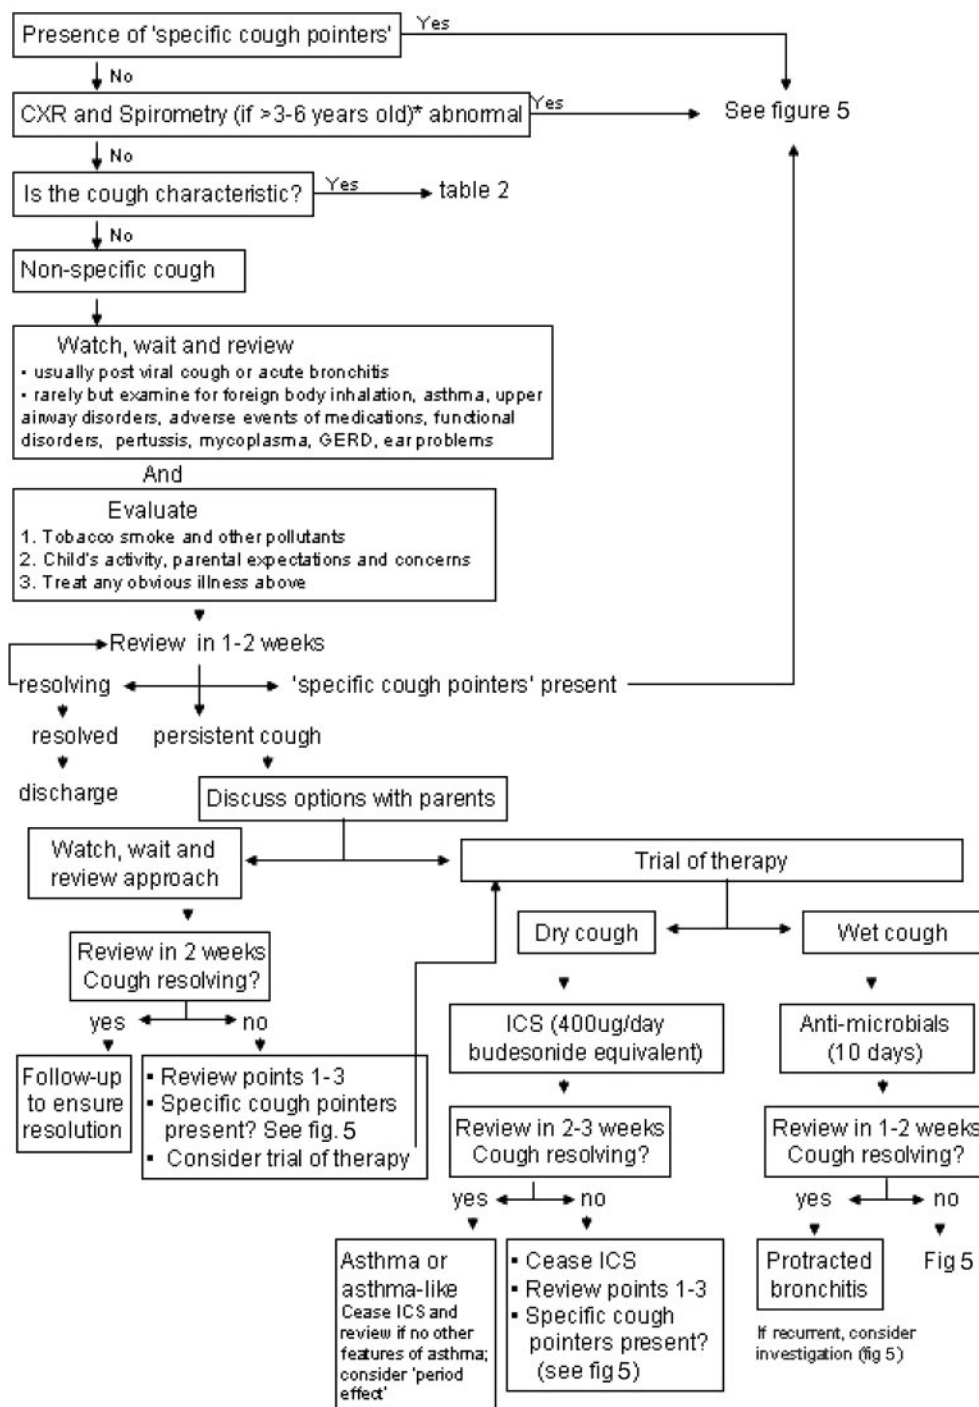 Presence of 'specific cough pointers'
Yes
No
CXR and Spirometry (if >3-6 years old)* abnormal
Yes
See figure 5
No
Is the cough characteristic?
Yes
table 2
No
Non-specific cough
Watch, wait and review
• usually post viral cough or acute bronchitis
• rarely but examine for foreign body inhalation, asthma, upper
airway disorders, adverse events of medications, functional
disorders, pertussis, mycoplasma, GERD, ear problems
And
Evaluate
1. Tobacco smoke and other pollutants
2. Child's activity, parental expectations and concerns
3. Treat any obvious illness above
Review in 1-2 weeks
resolving
'specific cough pointers' present
resolved
persistent cough
discharge
Discuss options with parents
Watch, wait and
review approach
Trial of therapy
Dry cough
Wet cough
Review in 2 weeks
Cough resolving?
yes
no
ICS (400ug/day
budesonide equivalent)
Anti-microbials
(10 days)
Follow-up
to ensure
resolution
▪ Review points 1-3
▪ Specific cough pointers
present? See fig. 5
▪ Consider trial of therapy
Review in 2-3 weeks
Cough resolving?
Review in 1-2 weeks
Cough resolving?
yes
no
yes
no
Asthma or
asthma-like
Cease ICS and
review if no other
features of asthma;
consider 'period
effect'
▪ Cease ICS
▪ Review points 1-3
▪ Specific cough
pointers present?
(see fig 5)
Protracted
bronchitis
Fig 5
If recurrent, consider
investigation (fig 5)